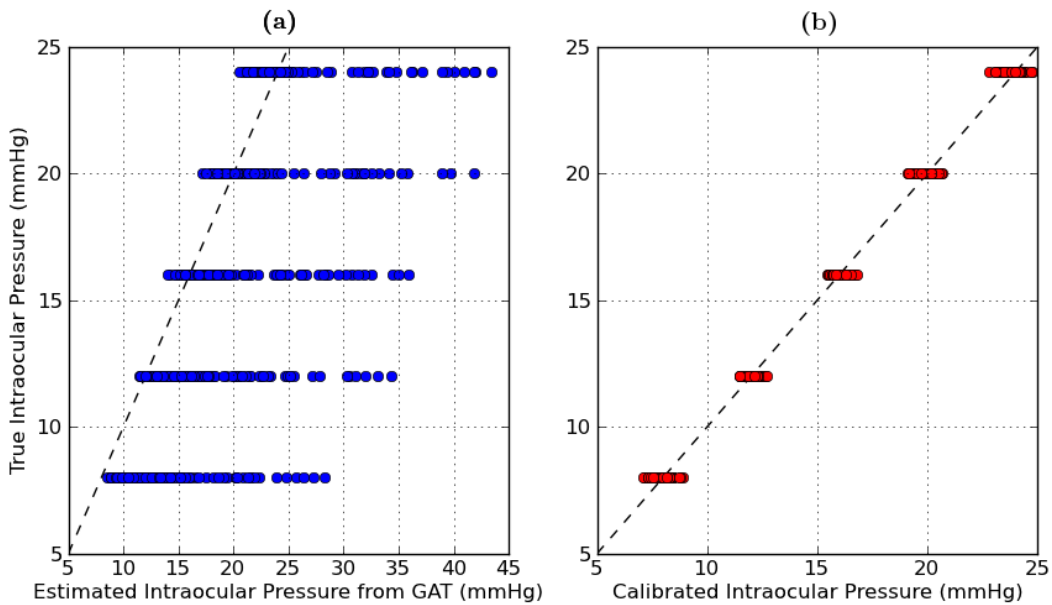 (a)
(b)
True Intraocular Pressure (mmHg)
25
20
15
10
5
5 10 15 20 25 30 35 40 45
Estimated Intraocular Pressure from GAT (mmHg)
25
20
15
10
5
5 10 15 20 25
Calibrated Intraocular Pressure (mmHg)